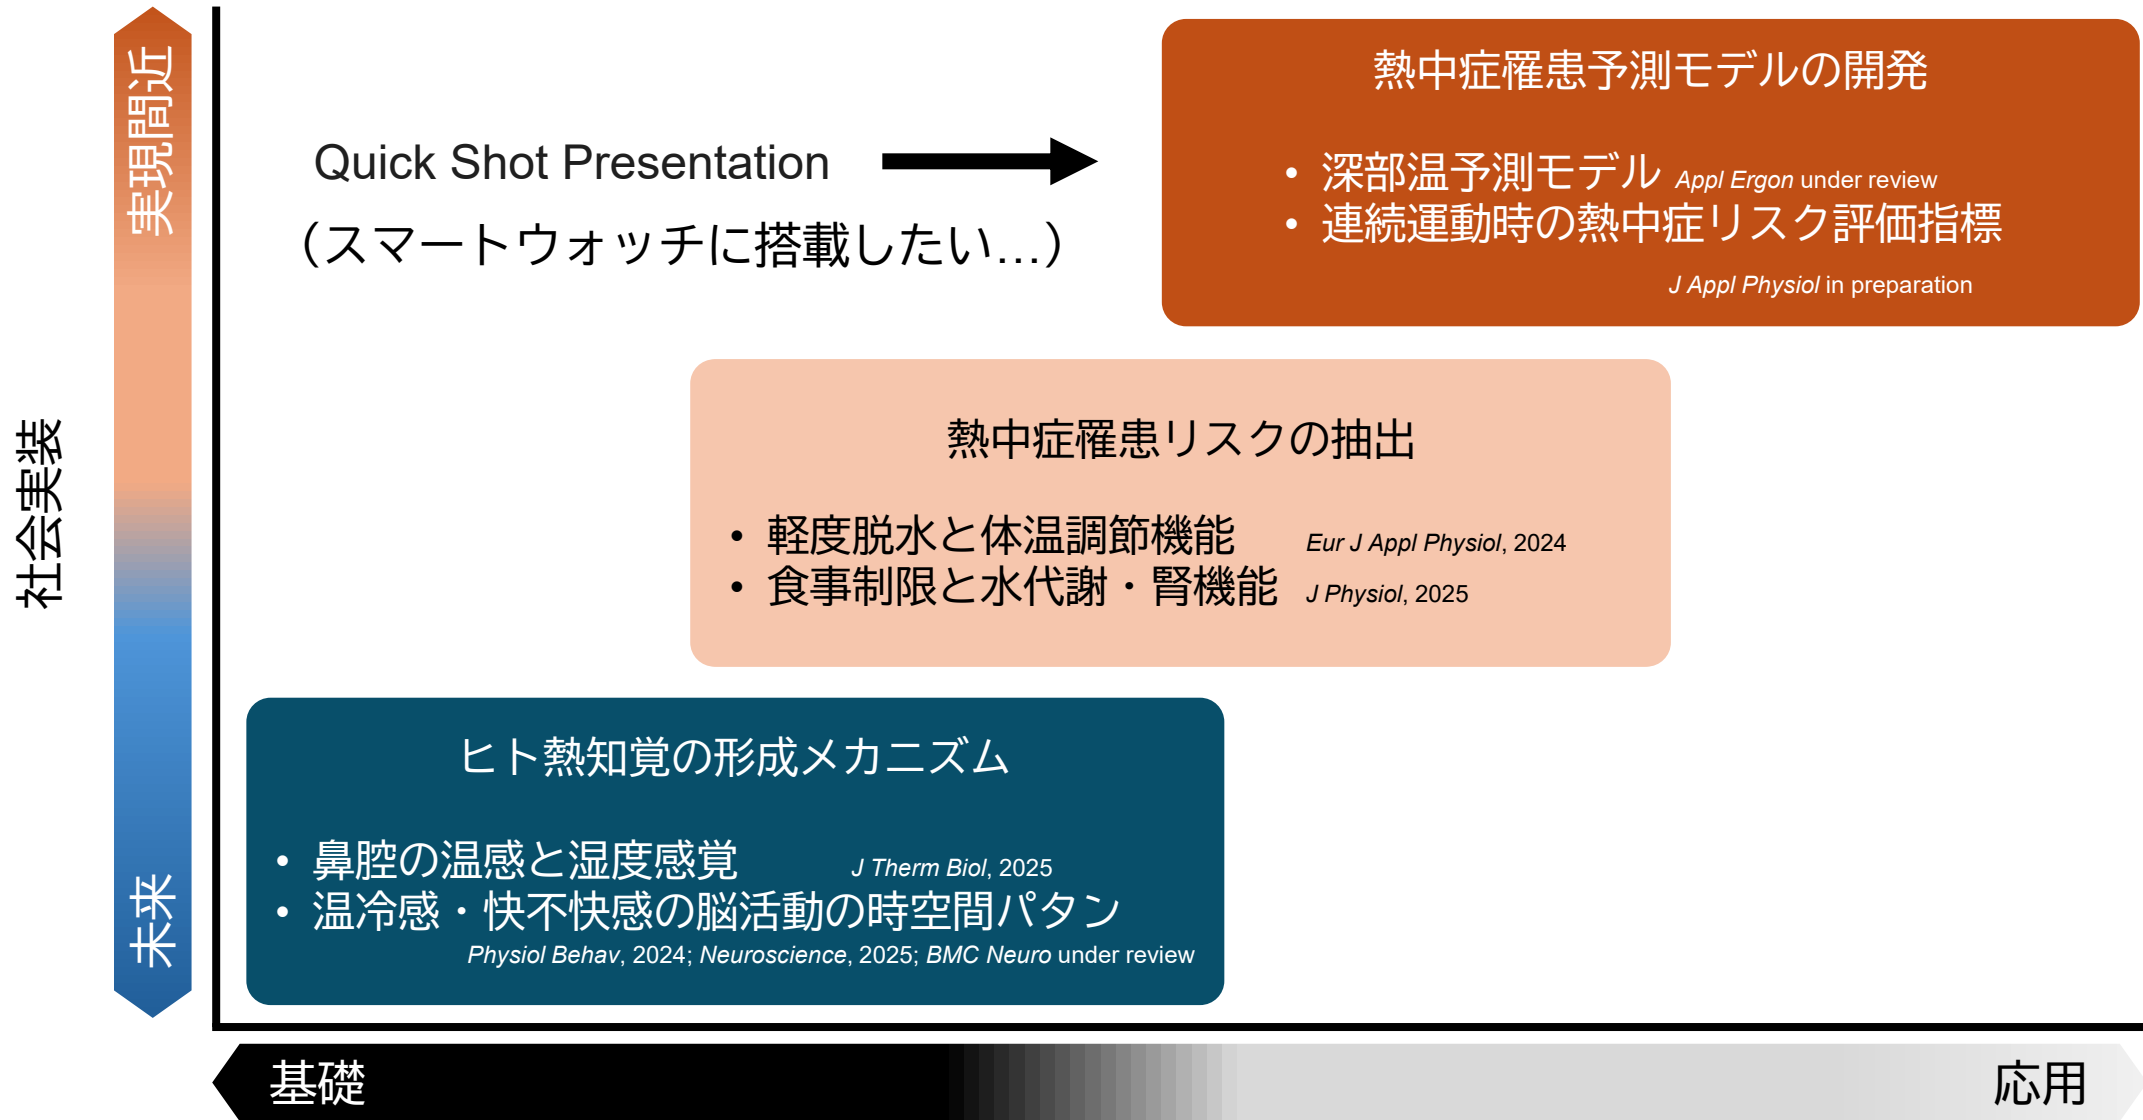 社会実装
実現間近
未来
Quick Shot Presentation
（スマートウォッチに搭載したい…）
熱中症罹患予測モデルの開発
• 深部温予測モデル Appl Ergon under review
• 連続運動時の熱中症リスク評価指標
J Appl Physiol in preparation
熱中症罹患リスクの抽出
• 軽度脱水と体温調節機能 Eur J Appl Physiol, 2024
• 食事制限と水代謝・腎機能 J Physiol, 2025
ヒト熱知覚の形成メカニズム
• 鼻腔の温感と湿度感覚 J Therm Biol, 2025
• 温冷感・快不快感の脳活動の時空間パタン
Physiol Behav, 2024; Neuroscience, 2025; BMC Neuro under review
基礎
応用